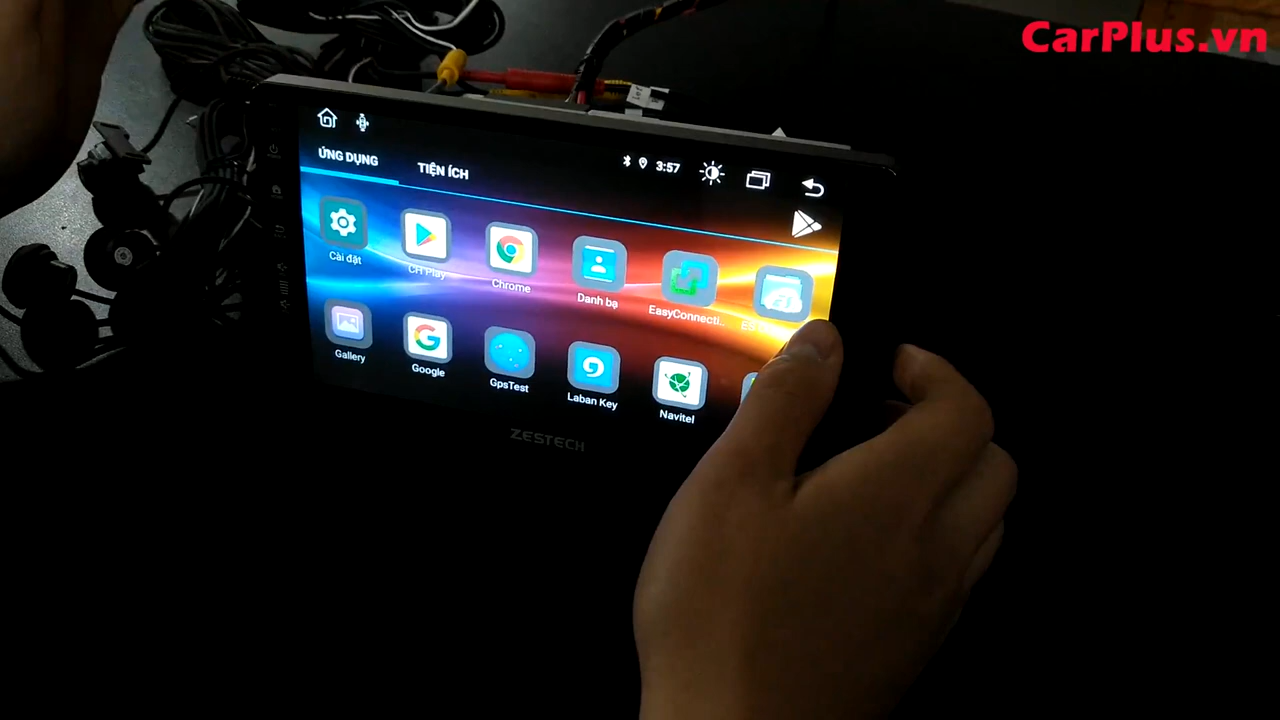 CarPlus.vn
3:57
ỨNG DỤNG
TIỆN ÍCH
Cài đặt
CH Play
Chrome
Danh bạ
EasyConnecti..
Gallery
Google
GpsTest
Laban Key
Navitel
ZESTECH